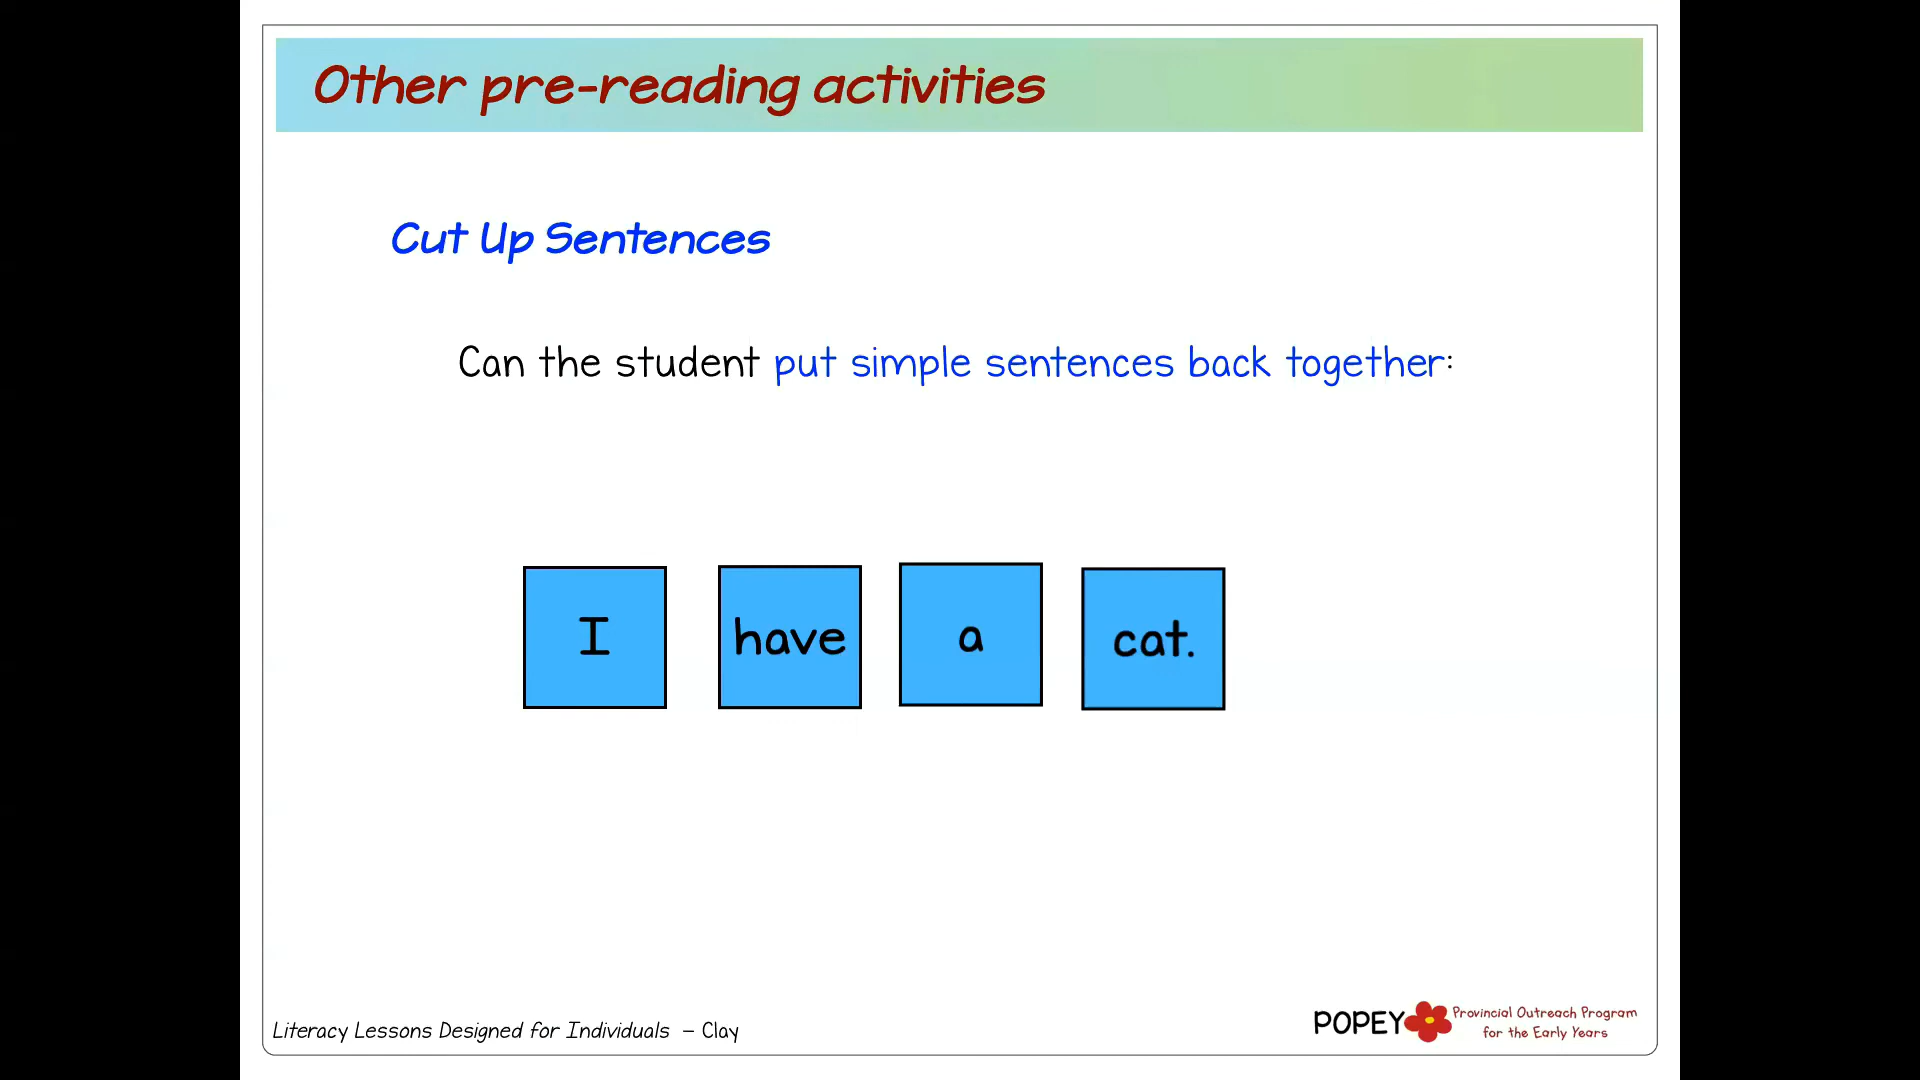 Other pre-reading activities
Cut Up Sentences
Can the student put simple sentences back together:
I have a cat.
Literacy Lessons Designed for Individuals – Clay
POPEY Provincial Outreach Program
for the Early Years